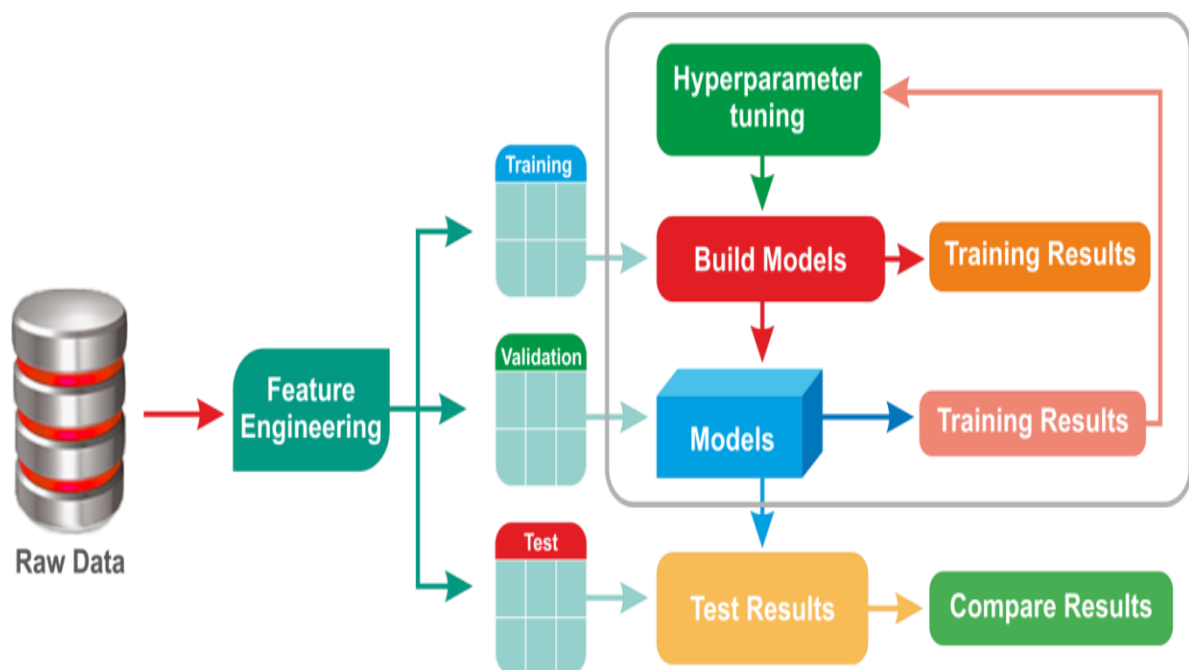 Hyperparameter
tuning
Training
Build Models
Training Results
Validation
Feature
Engineering
Models
Training Results
Raw Data
Test
Test Results
Compare Results